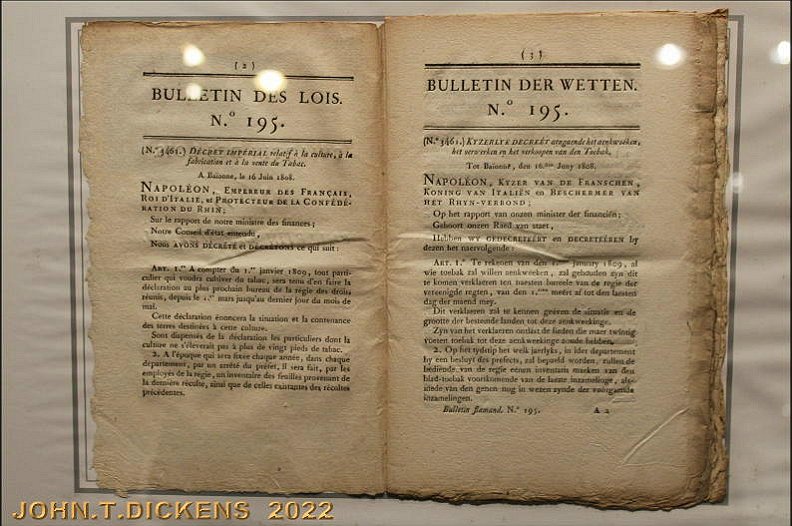 (2)
BULLETIN DES LOIS.
N.º 195.
(N.º 3461.) DÉCRET IMPÉRIAL relatif à la culture, à la
fabrication et à la vente du Tabac.
A Baïonne, le 16 Juin 1808.
NAPOLÉON, EMPEREUR DES FRANÇAIS,
ROI D'ITALIE, et PROTECTEUR DE LA CONFÉDÉ-
RATION DU RHIN;
Sur le rapport de notre ministre des finances;
Notre Conseil d'état entendu,
NOUS AVONS DÉCRÉTÉ et DÉCRÉTONS ce qui suit:
ART. 1.er A compter du 1.er janvier 1809, tout parti-
culier qui voudra cultiver du tabac, sera tenu d'en faire la
déclaration au plus prochain bureau de la régie des droits
réunis, depuis le 1.er mars jusqu'au dernier jour du mois
de mai.
Cette déclaration énoncera la situation et la contenance
des terres destinées à cette culture.
Sont dispensés de la déclaration les particuliers dont la
culture ne s'éleverait pas à plus de vingt pieds de tabac.
2. A l'époque qui sera fixée chaque année, dans chaque
département, par un arrêté du préfet, il sera fait, par les
employés de la régie, un inventaire des feuilles provenant de
la dernière récolte, ainsi que de celles existantes des récoltes
précédentes.
(3)
BULLETIN DER WETTEN.
N.º 195.
(N.º 3461.) KYZERLYK DECREÉT aengaende het aenkweéken,
het verwerken en het verkoopen van den Toebak.
Tot Baionne, den 16.den Juny 1808.
NAPOLÉON, KYZER VAN DE FRANSCHEN,
KONING VAN ITALIËN en BESCHERMER VAN
HET RHYN-VERBOND;
Op het rapport van onzen minister der financiën;
Gehoort onzen Raed van staet,
Hebben WY GEDECRETEÉRT en DECRETEÉREN by
dezen het naervolgende:
ART. 1.e Te rekenen van den 1.sten january 1809, al
wie toebak zal willen aenkweeken, zal gehouden zyn dit
te komen verklaeren ten naesten bureele van de regie der
vereenigde regten, van den 1.sten meért af tot den laesten
dag der maend mey.
Dit verklaeren zal te kennen geéven de situatie en de
grootte der bestemde landen tot deze aenkweekinge.
Zyn van het verklaeren ontlast de lieden die maer twintig
voeten toebak tot deze aenkweekinge zoude hebben.
2. Op het tydstip het welk jaerlyks, in ider departement
by een besluyt des prefects, zal bepaeld worden, zullen de
bediende van de regie eenen inventaris maeken van den
blad-toebak voortskomende van de laeste inzamelinge, als-
mede van den genen nog in wezen zynde der voorgaende
inzamelingen.
Bulletin flamand. N.º 195. A 2
JOHN.T.DICKENS 2022